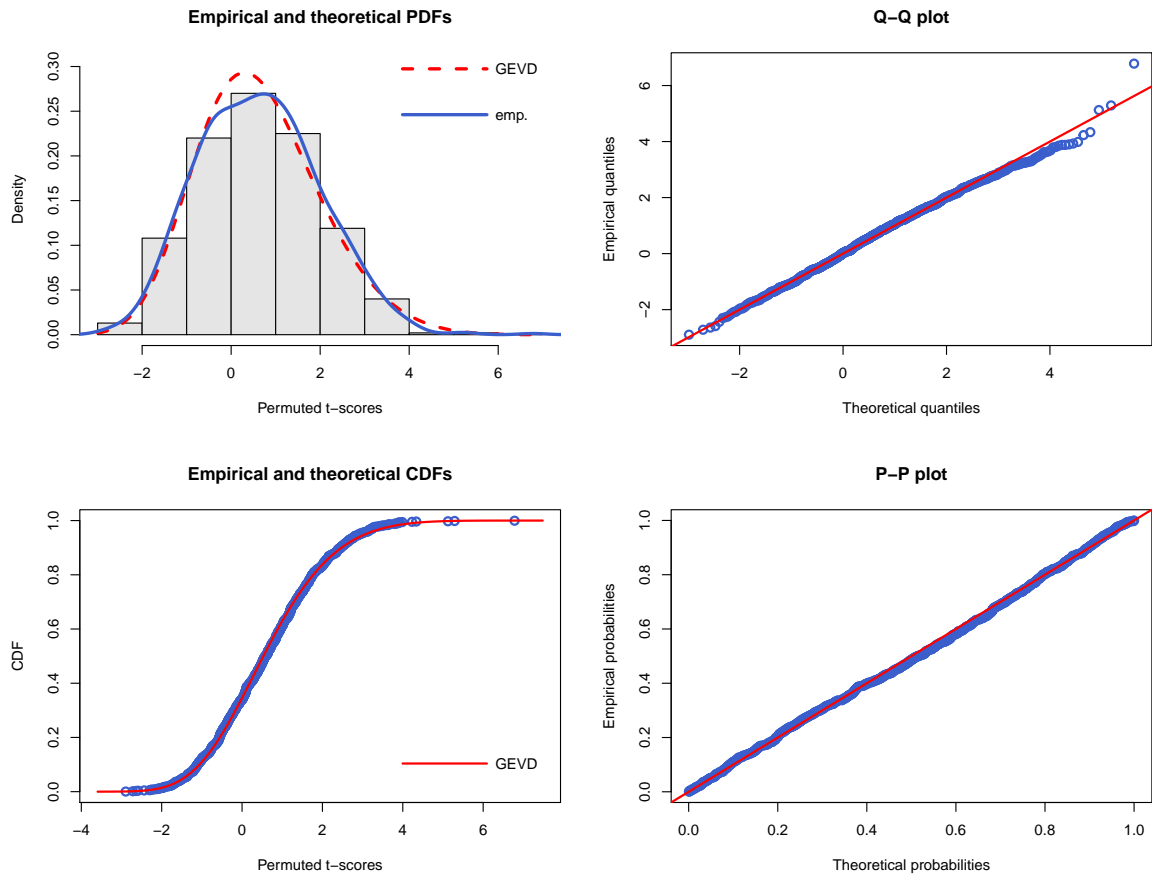 Empirical and theoretical PDFs
Density
0.00 0.05 0.10 0.15 0.20 0.25 0.30
GEVD
emp.
−2 0 2 4 6
Permuted t−scores
Q−Q plot
Empirical quantiles
−2 0 2 4 6
−2 0 2 4
Theoretical quantiles
Empirical and theoretical CDFs
CDF
0.0 0.2 0.4 0.6 0.8 1.0
GEVD
−4 −2 0 2 4 6
Permuted t−scores
P−P plot
Empirical probabilities
0.0 0.2 0.4 0.6 0.8 1.0
0.0 0.2 0.4 0.6 0.8 1.0
Theoretical probabilities